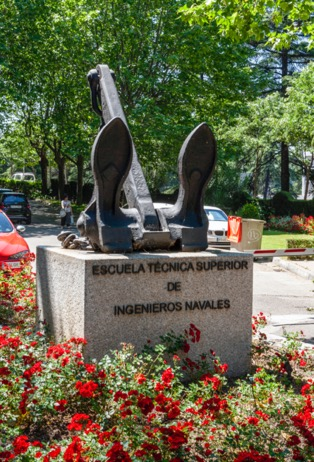 ESCUELA TÉCNICA SUPERIOR
DE
INGENIEROS NAVALES